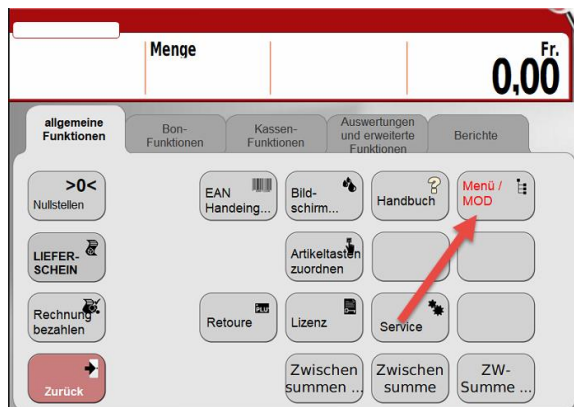 Menge
Fr.
0,00
allgemeine
Funktionen
Bon-
Funktionen
Kassen-
Funktionen
Auswertungen
und erweiterte
Funktionen
Berichte
>0<
Nullstellen
EAN
Handeing...
Bild-
schirm...
Handbuch
Menü /
MOD
LIEFER-
SCHEIN
Artikeltasten
zuordnen
Rechnung
bezahlen
Retoure
PLU
Lizenz
Service
Zurück
Zwischen
summen ...
Zwischen
summe
ZW-
Summe ...